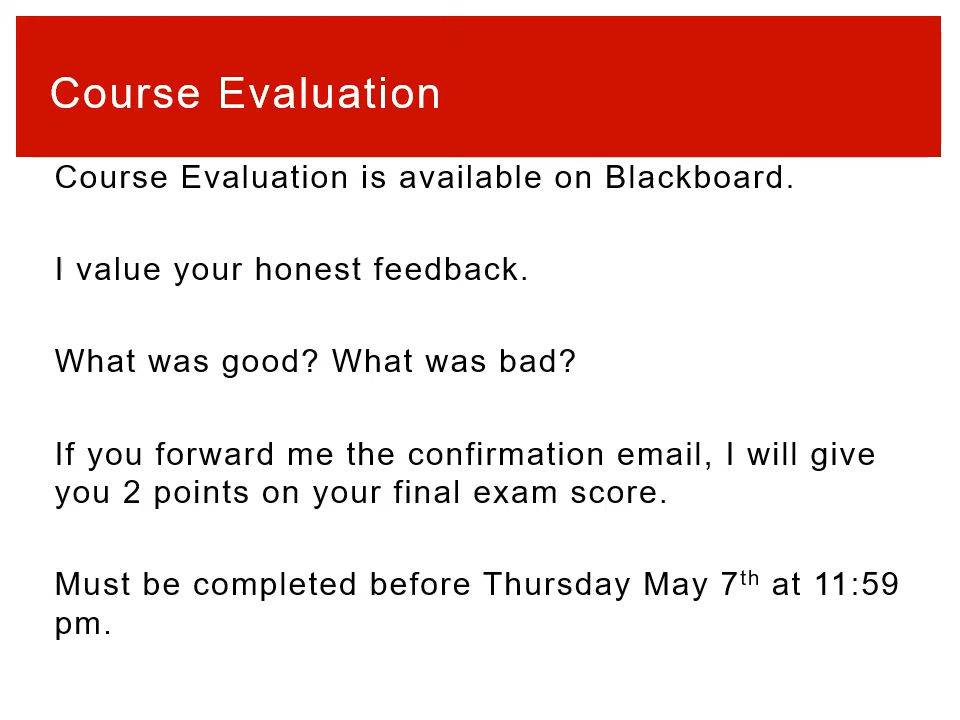 Course Evaluation
Course Evaluation is available on Blackboard.
I value your honest feedback.
What was good? What was bad?
If you forward me the confirmation email, I will give
you 2 points on your final exam score.
Must be completed before Thursday May 7th at 11:59
pm.